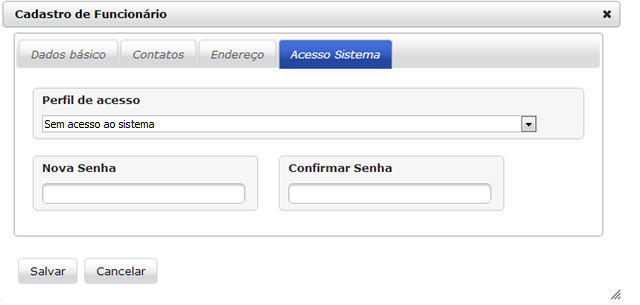 Cadastro de Funcionário
Dados básico Contatos Endereço Acesso Sistema
Perfil de acesso
Sem acesso ao sistema
Nova Senha Confirmar Senha
Salvar Cancelar